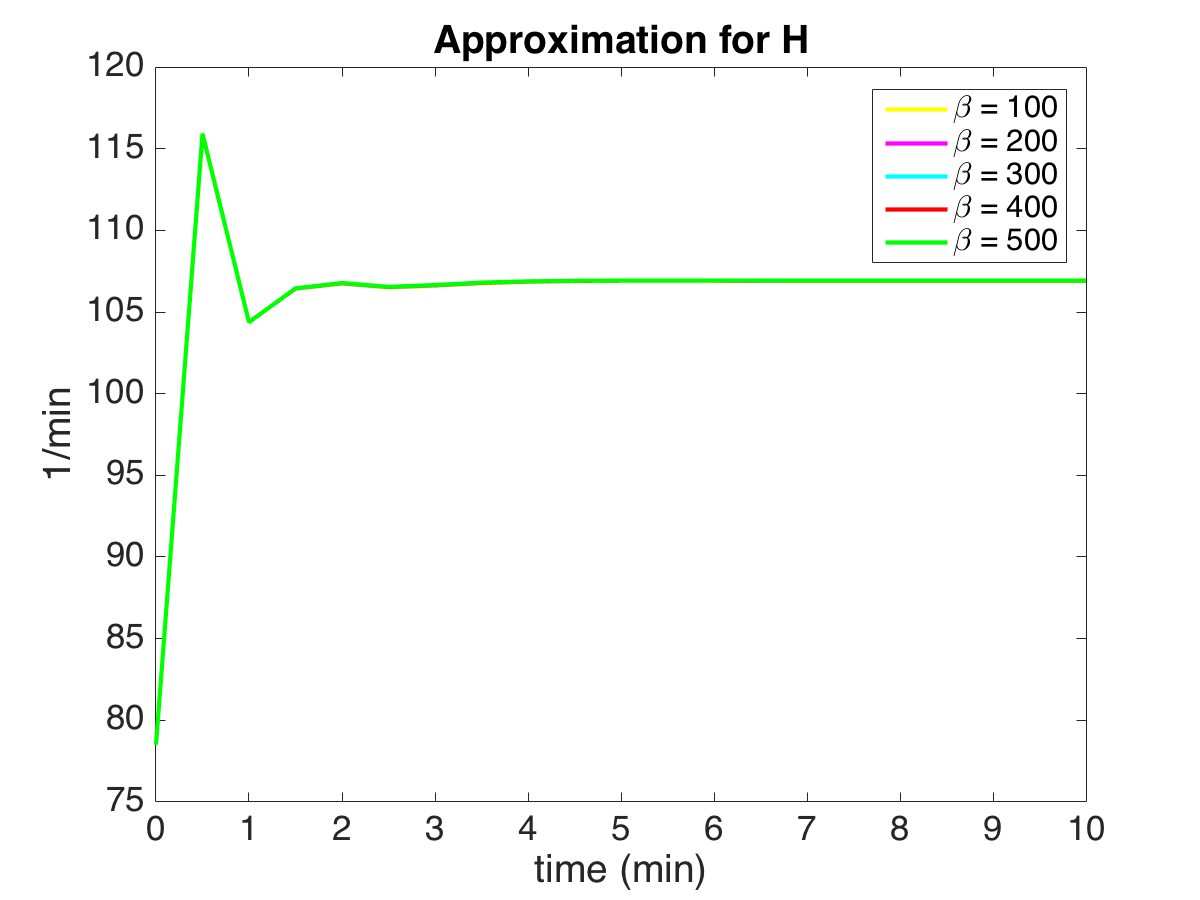 Approximation for H
120
115
110
105
100
95
90
85
80
75
1/min
β = 100
β = 200
β = 300
β = 400
β = 500
0 1 2 3 4 5 6 7 8 9 10
time (min)